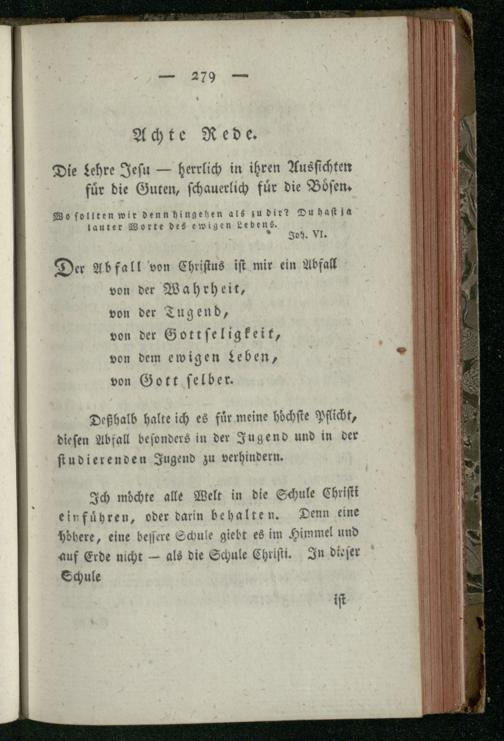 — 279 —
Achte Rede.
Die Lehre Jesu — herrlich in ihren Aussichten
für die Guten, schauerlich für die Bösen.
Wo sollten wir denn hingehen als zu dir? Du hast ja
lauter Worte des ewigen Lebens.
Joh. VI.
Der Abfall von Christus ist mir ein Abfall
von der Wahrheit,
von der Tugend,
von der Gottseligkeit,
von dem ewigen Leben,
von Gott selber.
Deßhalb halte ich es für meine höchste Pflicht,
diesen Abfall besonders in der Jugend und in der
studierenden Jugend zu verhindern.
Ich möchte alle Welt in die Schule Christi
einführen, oder darin behalten. Denn eine
höhere, eine bessere Schule giebt es im Himmel und
auf Erde nicht — als die Schule Christi. In dieser
Schule
ist